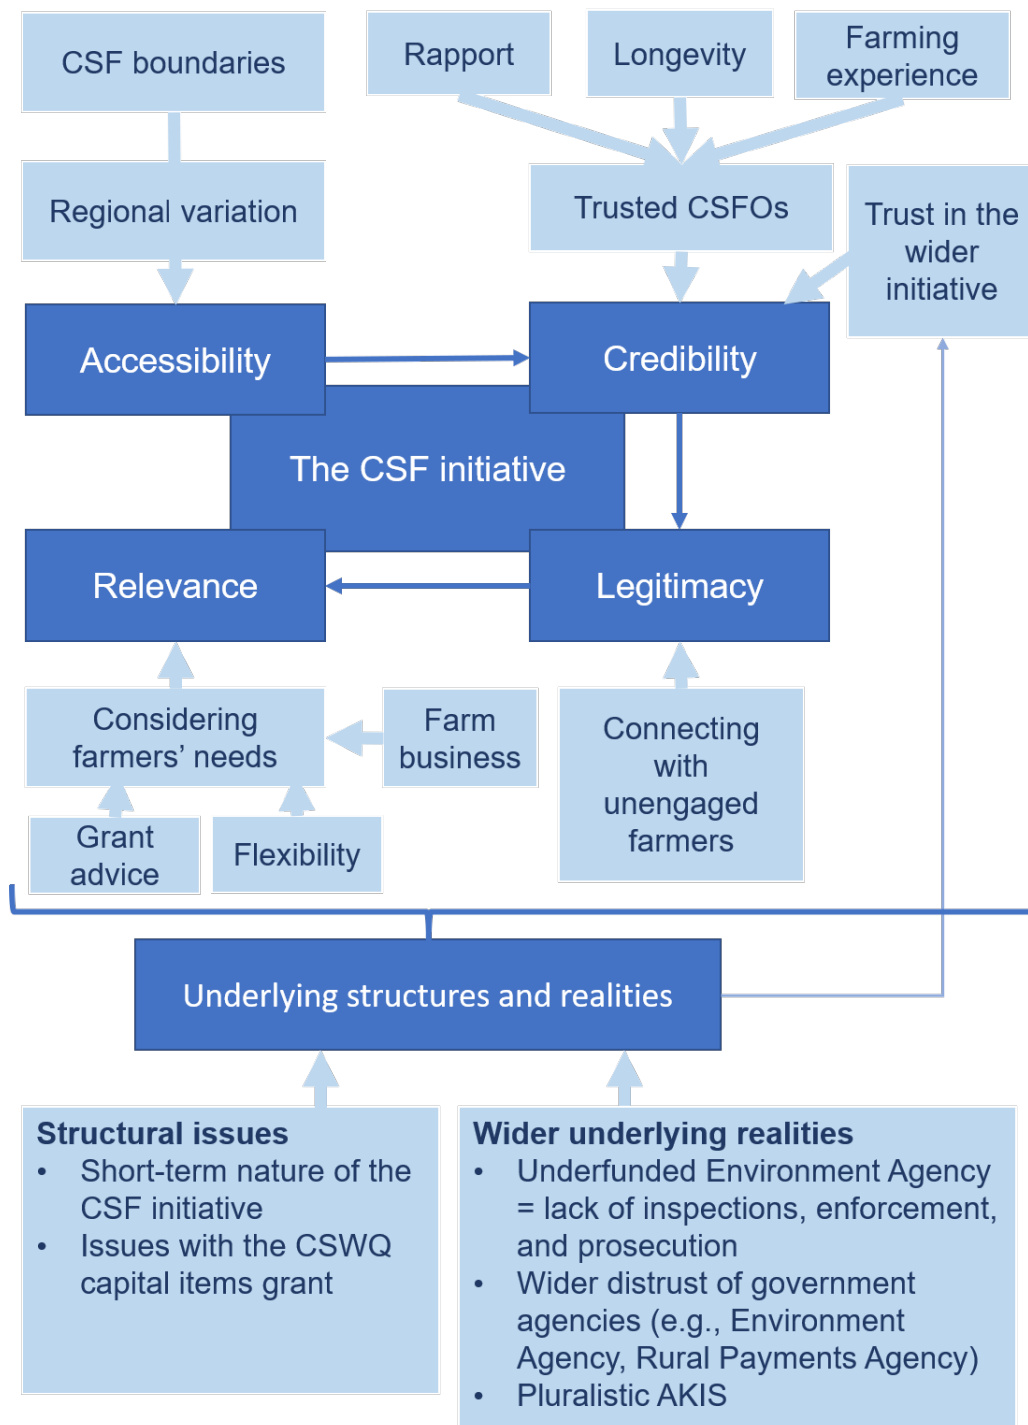 CSF boundaries
Rapport
Longevity
Farming
experience
Regional variation
Trusted CSFOs
Trust in the
wider
initiative
Accessibility
Credibility
The CSF initiative
Relevance
Legitimacy
Considering
farmers’ needs
Farm
business
Connecting
with
unengaged
farmers
Grant
advice
Flexibility
Underlying structures and realities
Structural issues
• Short-term nature of the
CSF initiative
• Issues with the CSWQ
capital items grant
Wider underlying realities
• Underfunded Environment Agency
= lack of inspections, enforcement,
and prosecution
• Wider distrust of government
agencies (e.g., Environment
Agency, Rural Payments Agency)
• Pluralistic AKIS